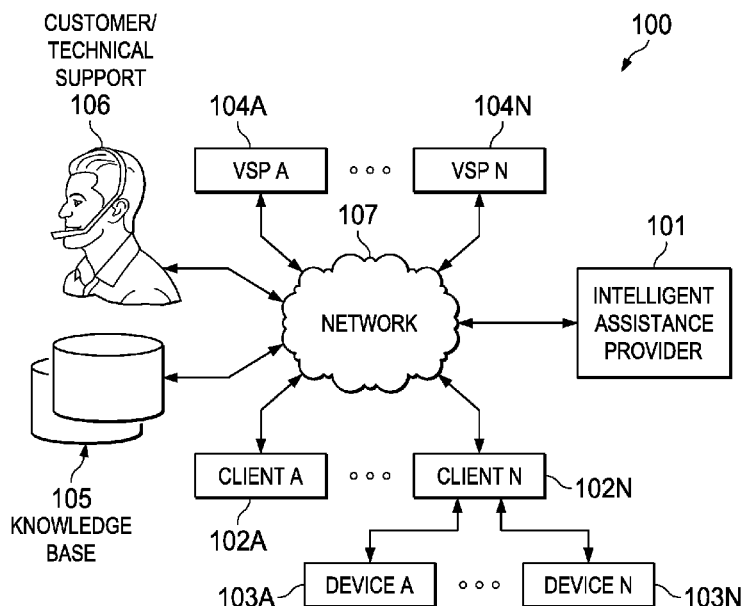 CUSTOMER/
TECHNICAL
SUPPORT
106
100
104A
104N
VSP A
VSP N
107
101
NETWORK
INTELLIGENT
ASSISTANCE
PROVIDER
CLIENT A
CLIENT N
105
KNOWLEDGE
BASE
102A
102N
103A
DEVICE A
DEVICE N
103N